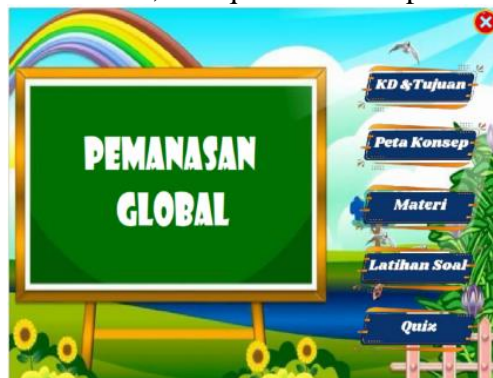 PEMANASAN
GLOBAL
KD & Tujuan
Peta Konsep
Materi
Latihan Soal
Quiz